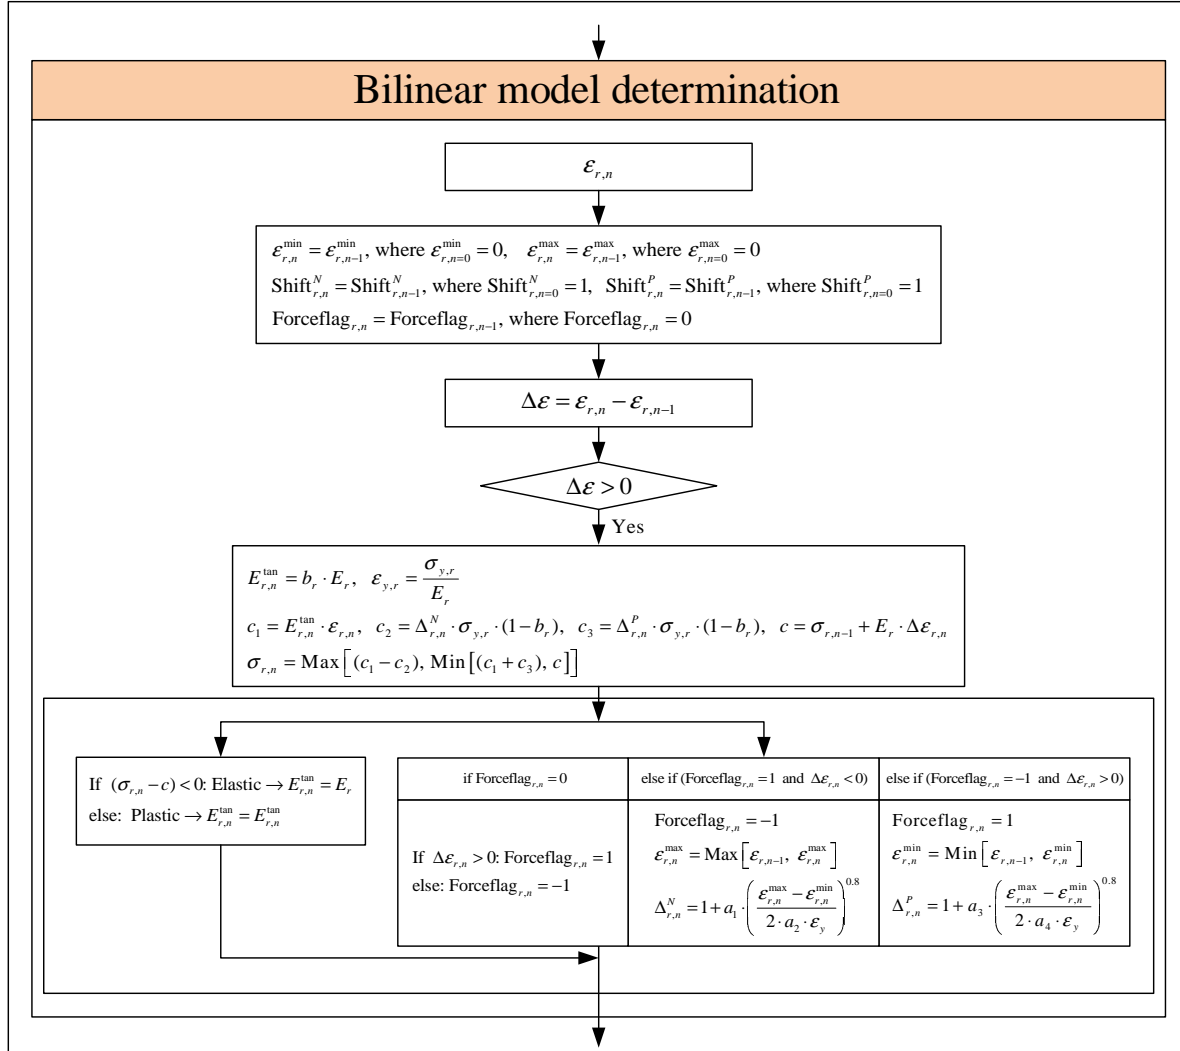 Bilinear model determination
ε_{r,n}
ε_{r,n}^{min} = ε_{r,n−1}^{min}, where ε_{r,n=0}^{min} = 0, ε_{r,n}^{max} = ε_{r,n−1}^{max}, where ε_{r,n=0}^{max} = 0
Shift_{r,n}^{N} = Shift_{r,n−1}^{N}, where Shift_{r,n=0}^{N} = 1, Shift_{r,n}^{P} = Shift_{r,n−1}^{P}, where Shift_{r,n=0}^{P} = 1
Forceflag_{r,n} = Forceflag_{r,n−1}, where Forceflag_{r,n} = 0
Δε = ε_{r,n} − ε_{r,n−1}
Δε > 0
Yes
E_{r,n}^{tan} = b_r · E_r, ε_{y,r} = σ_{y,r} / E_r
c_1 = E_{r,n}^{tan} · ε_{r,n}, c_2 = Δ_{r,n}^{N} · σ_{y,r} · (1−b_r), c_3 = Δ_{r,n}^{P} · σ_{y,r} · (1−b_r), c = σ_{r,n−1} + E_r · Δε_{r,n}
σ_{r,n} = Max[(c_1 − c_2), Min[(c_1 + c_3), c]]
If (σ_{r,n} − c) < 0: Elastic → E_{r,n}^{tan} = E_r
else: Plastic → E_{r,n}^{tan} = E_{r,n}^{tan}
if Forceflag_{r,n} = 0
If Δε_{r,n} > 0: Forceflag_{r,n} = 1
else: Forceflag_{r,n} = −1
else if (Forceflag_{r,n} = 1 and Δε_{r,n} < 0)
Forceflag_{r,n} = −1
ε_{r,n}^{max} = Max[ε_{r,n−1}, ε_{r,n}^{max}]
Δ_{r,n}^{N} = 1 + a_1 · ((ε_{r,n}^{max} − ε_{r,n}^{min}) / (2 · a_2 · ε_y))^{0.8}
else if (Forceflag_{r,n} = −1 and Δε_{r,n} > 0)
Forceflag_{r,n} = 1
ε_{r,n}^{min} = Min[ε_{r,n−1}, ε_{r,n}^{min}]
Δ_{r,n}^{P} = 1 + a_3 · ((ε_{r,n}^{max} − ε_{r,n}^{min}) / (2 · a_4 · ε_y))^{0.8}